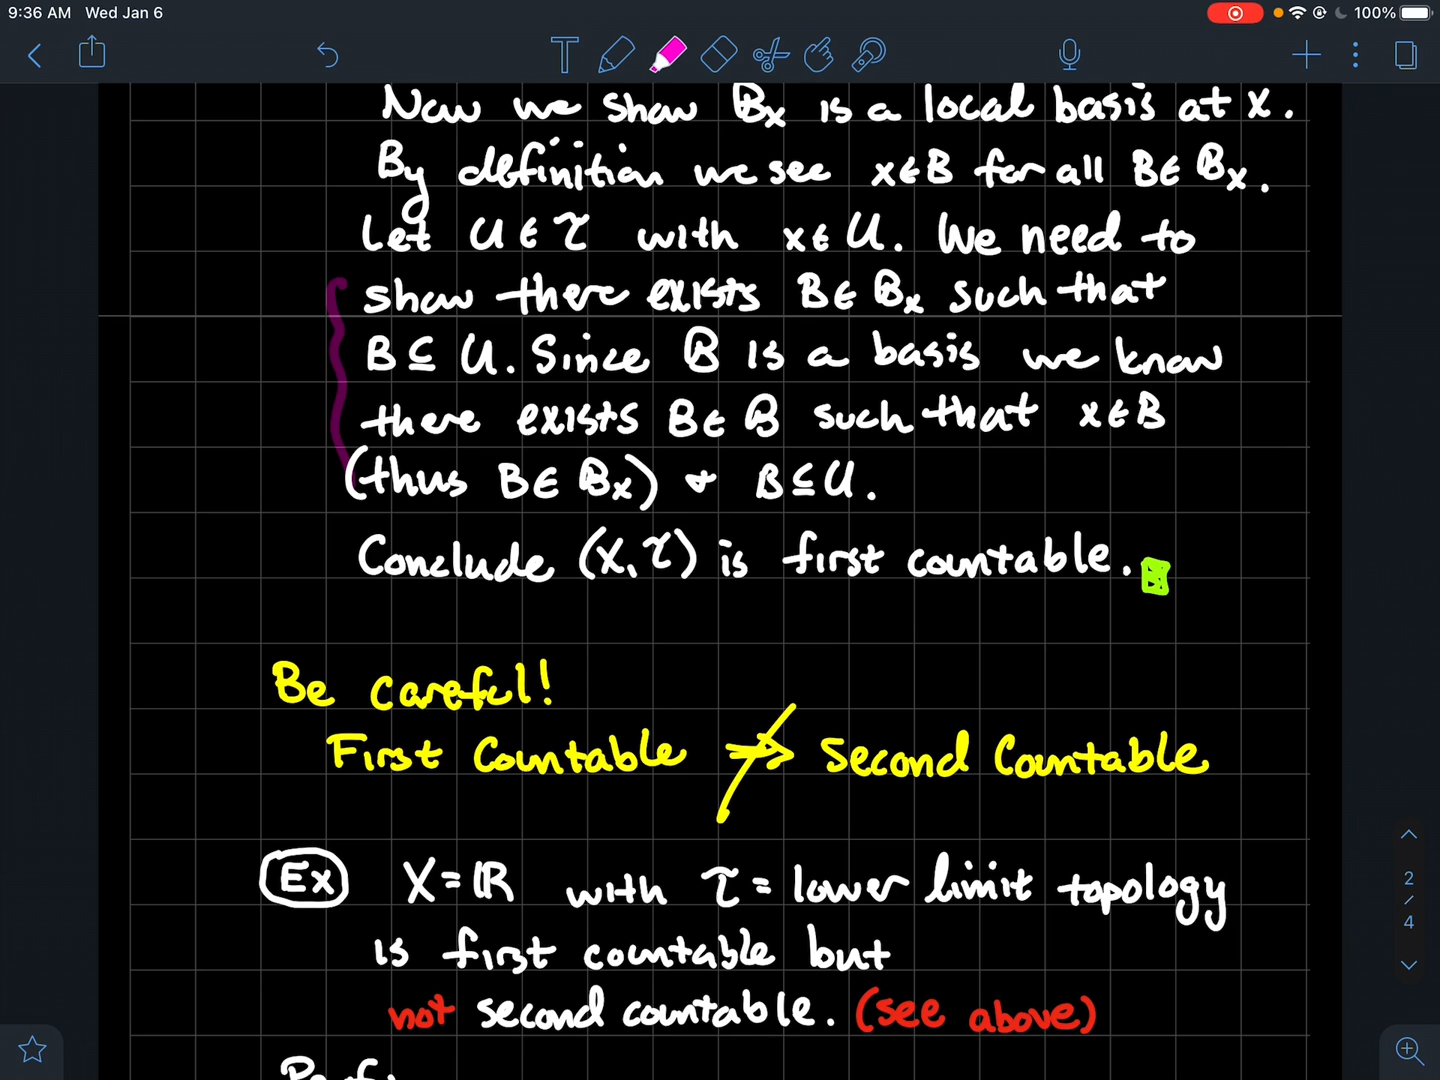 9:36 AM Wed Jan 6
100%
T
Now we show 𝔹ₓ is a local basis at x.
By definition we see x∈B for all B∈ 𝔹ₓ.
Let U∈τ with x∈U. We need to
show there exists B∈ 𝔹ₓ such that
B⊆U. Since 𝔹 is a basis we know
there exists B∈ 𝔹 such that x∈B
(thus B∈ 𝔹ₓ) & B⊆U.
Conclude (X,τ) is first countable.
Be careful!
First Countable ⇏ Second Countable
Ex X=ℝ with τ = lower limit topology
is first countable but
not second countable. (see above)
Proof:
2
/
4